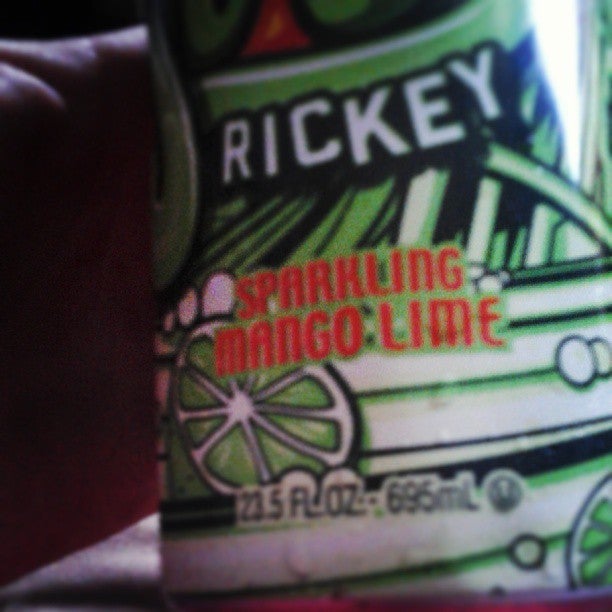 RICKEY
SPARKLING
MANGO LIME
23.5 FL. OZ. - 695mL